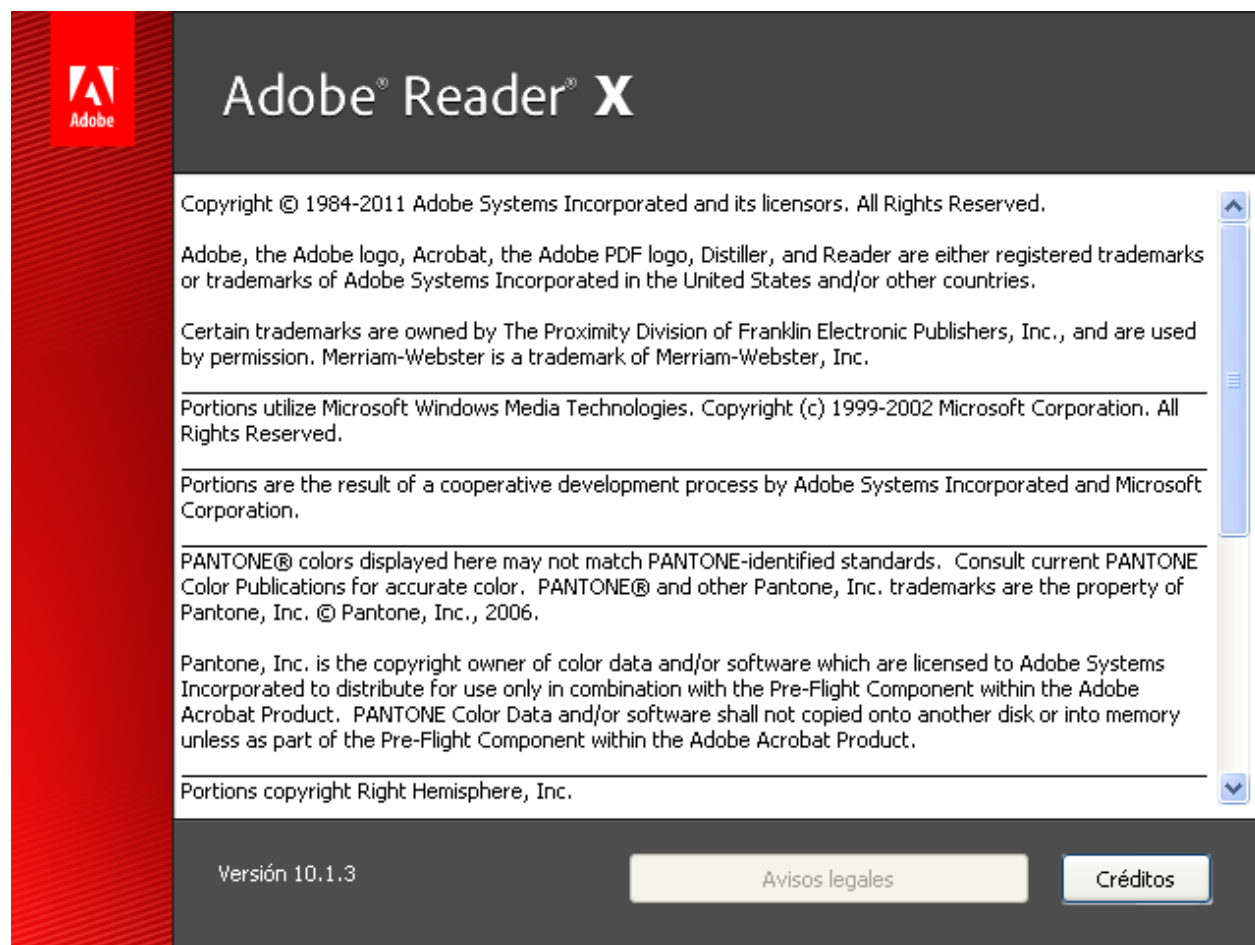 Adobe
Adobe® Reader® X
Copyright © 1984-2011 Adobe Systems Incorporated and its licensors. All Rights Reserved.
Adobe, the Adobe logo, Acrobat, the Adobe PDF logo, Distiller, and Reader are either registered trademarks
or trademarks of Adobe Systems Incorporated in the United States and/or other countries.
Certain trademarks are owned by The Proximity Division of Franklin Electronic Publishers, Inc., and are used
by permission. Merriam-Webster is a trademark of Merriam-Webster, Inc.
Portions utilize Microsoft Windows Media Technologies. Copyright (c) 1999-2002 Microsoft Corporation. All
Rights Reserved.
Portions are the result of a cooperative development process by Adobe Systems Incorporated and Microsoft
Corporation.
PANTONE® colors displayed here may not match PANTONE-identified standards.  Consult current PANTONE
Color Publications for accurate color.  PANTONE® and other Pantone, Inc. trademarks are the property of
Pantone, Inc. © Pantone, Inc., 2006.
Pantone, Inc. is the copyright owner of color data and/or software which are licensed to Adobe Systems
Incorporated to distribute for use only in combination with the Pre-Flight Component within the Adobe
Acrobat Product.  PANTONE Color Data and/or software shall not copied onto another disk or into memory
unless as part of the Pre-Flight Component within the Adobe Acrobat Product.
Portions copyright Right Hemisphere, Inc.
Versión 10.1.3
Avisos legales
Créditos